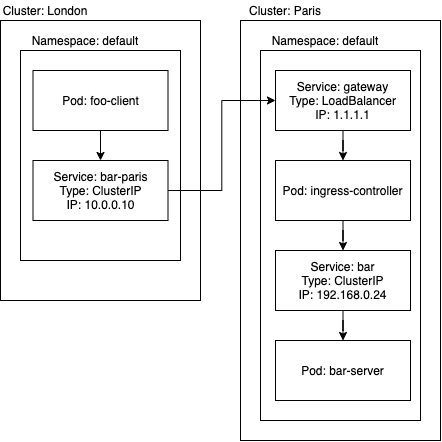 Cluster: London
Namespace: default
Pod: foo-client
Service: bar-paris
Type: ClusterIP
IP: 10.0.0.10
Cluster: Paris
Namespace: default
Service: gateway
Type: LoadBalancer
IP: 1.1.1.1
Pod: ingress-controller
Service: bar
Type: ClusterIP
IP: 192.168.0.24
Pod: bar-server